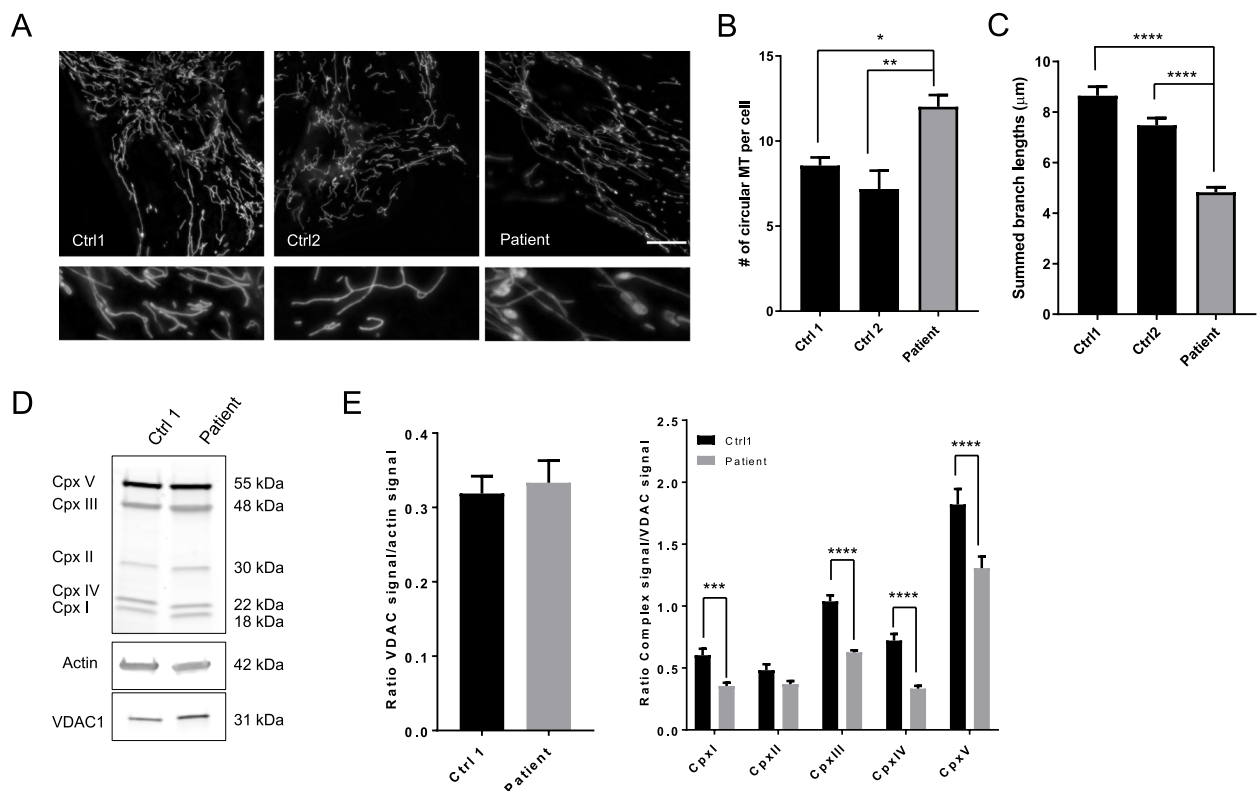 A
Ctrl1
Ctrl2
Patient
B
# of circular MT per cell
15
10
5
0
*
**
Ctrl 1
Ctrl 2
Patient
C
Summed branch lengths (μm)
10
8
6
4
2
0
****
****
Ctrl1
Ctrl2
Patient
D
Ctrl 1
Patient
Cpx V
55 kDa
Cpx III
48 kDa
Cpx II
30 kDa
Cpx IV
22 kDa
Cpx I
18 kDa
Actin
42 kDa
VDAC1
31 kDa
E
Ratio VDAC signal/actin signal
0.4
0.3
0.2
0.1
0.0
Ctrl 1
Patient
Ratio Complex signal/VDAC signal
2.5
2.0
1.5
1.0
0.5
0.0
Ctrl1
Patient
***
****
****
****
CpxI
CpxII
CpxIII
CpxIV
CpxV